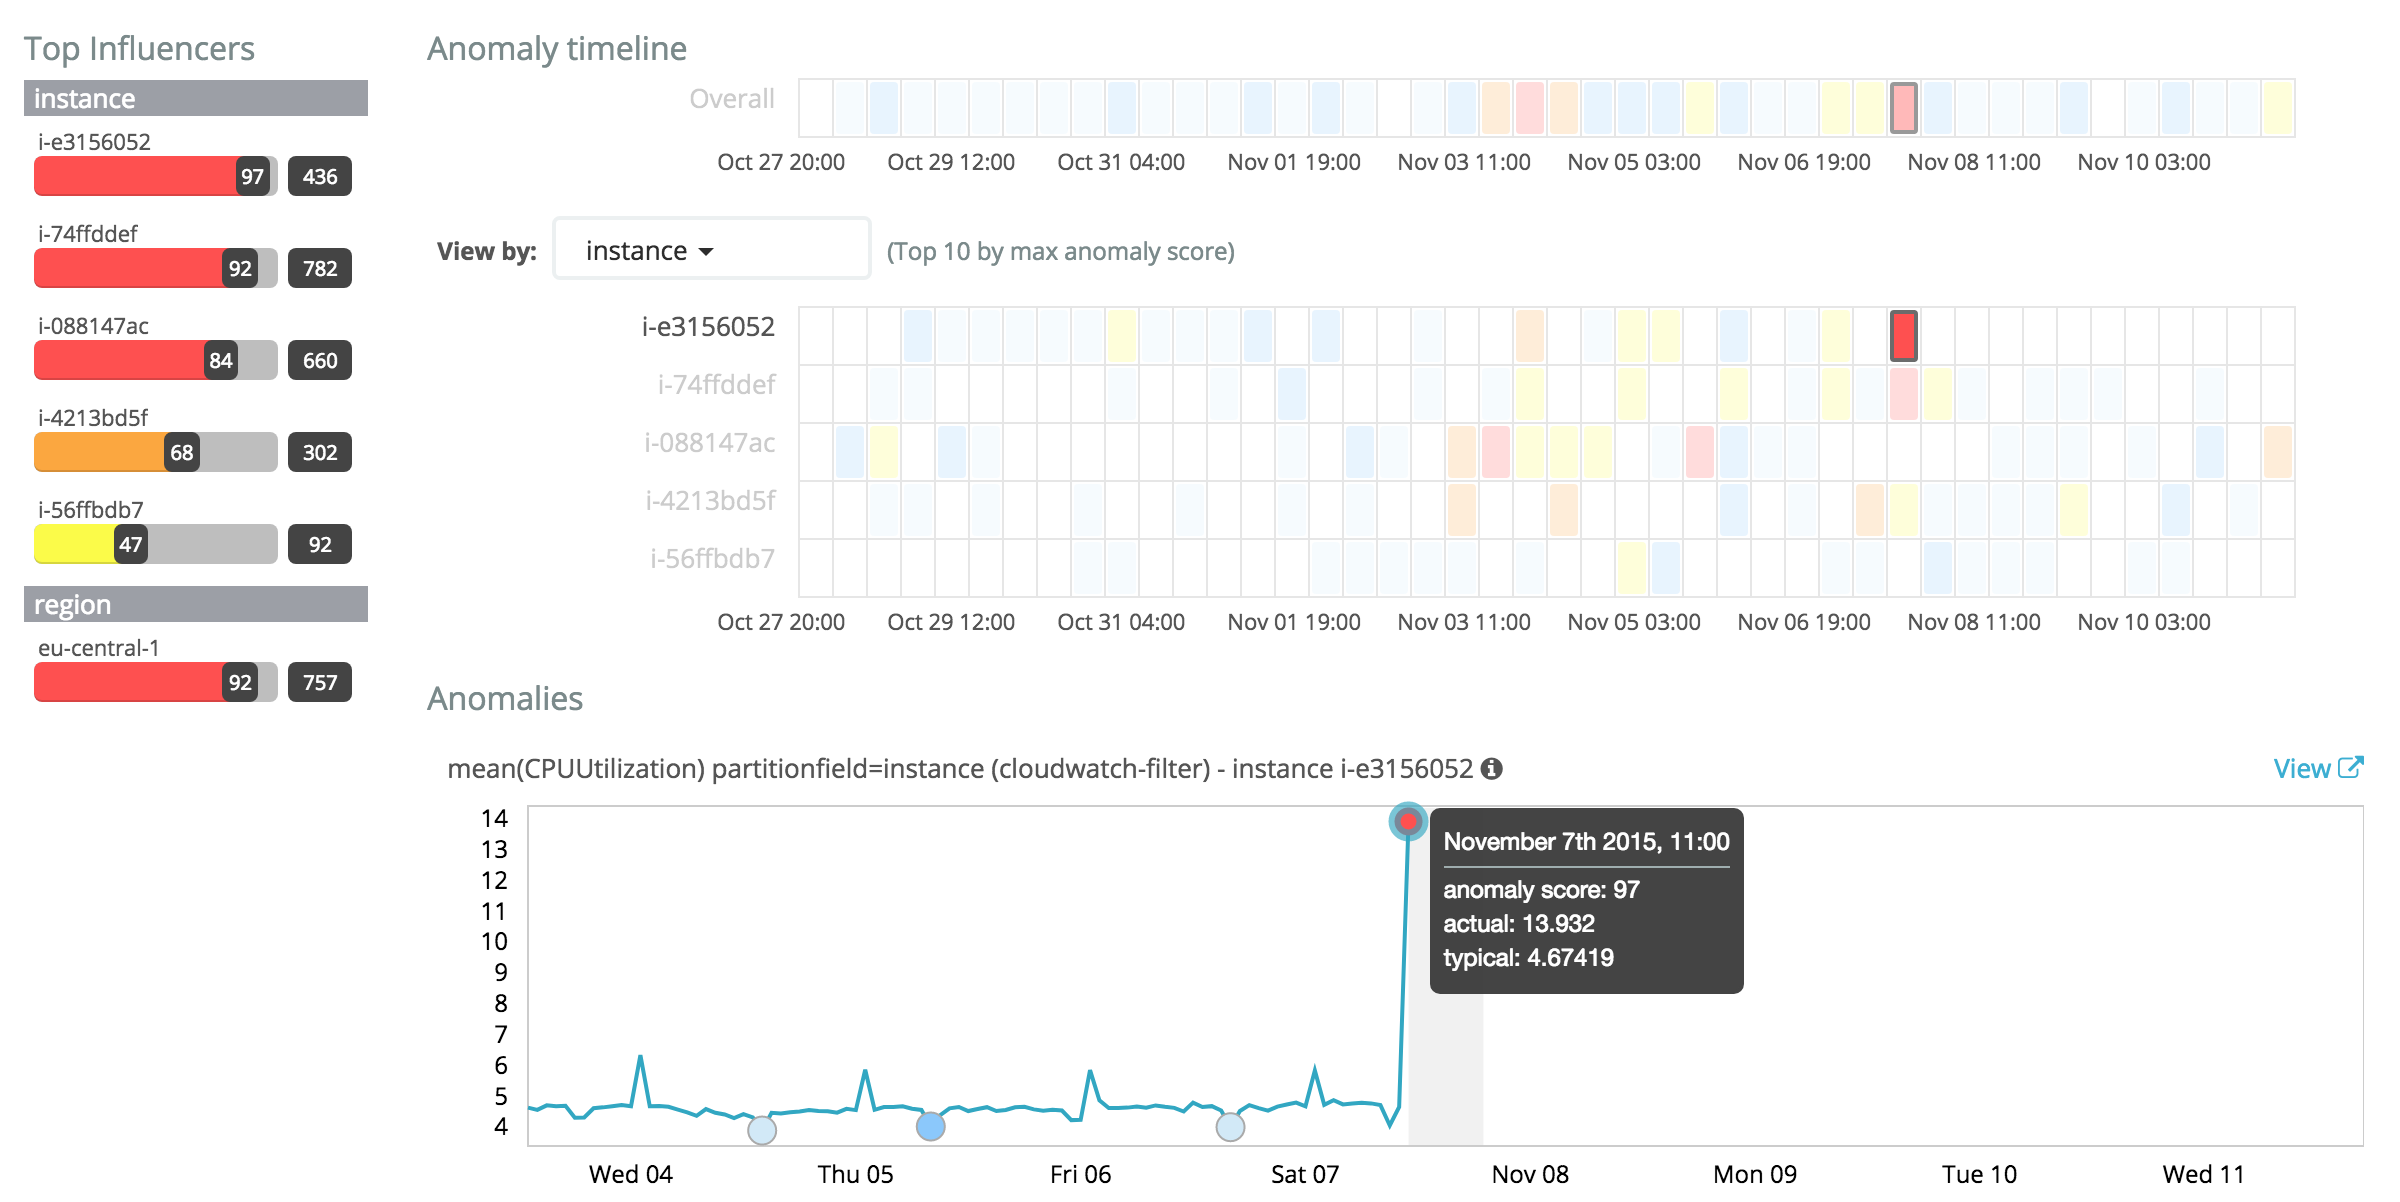 Top Influencers
instance
i-e3156052
97 436
i-74ffddef
92 782
i-088147ac
84 660
i-4213bd5f
68 302
i-56ffbdb7
47 92
region
eu-central-1
92 757
Anomaly timeline
Overall
Oct 27 20:00 Oct 29 12:00 Oct 31 04:00 Nov 01 19:00 Nov 03 11:00 Nov 05 03:00 Nov 06 19:00 Nov 08 11:00 Nov 10 03:00
View by: instance (Top 10 by max anomaly score)
i-e3156052
i-74ffddef
i-088147ac
i-4213bd5f
i-56ffbdb7
Oct 27 20:00 Oct 29 12:00 Oct 31 04:00 Nov 01 19:00 Nov 03 11:00 Nov 05 03:00 Nov 06 19:00 Nov 08 11:00 Nov 10 03:00
Anomalies
mean(CPUUtilization) partitionfield=instance (cloudwatch-filter) - instance i-e3156052 View
14
13
12
11
10
9
8
7
6
5
4
November 7th 2015, 11:00
anomaly score: 97
actual: 13.932
typical: 4.67419
Wed 04 Thu 05 Fri 06 Sat 07 Nov 08 Mon 09 Tue 10 Wed 11